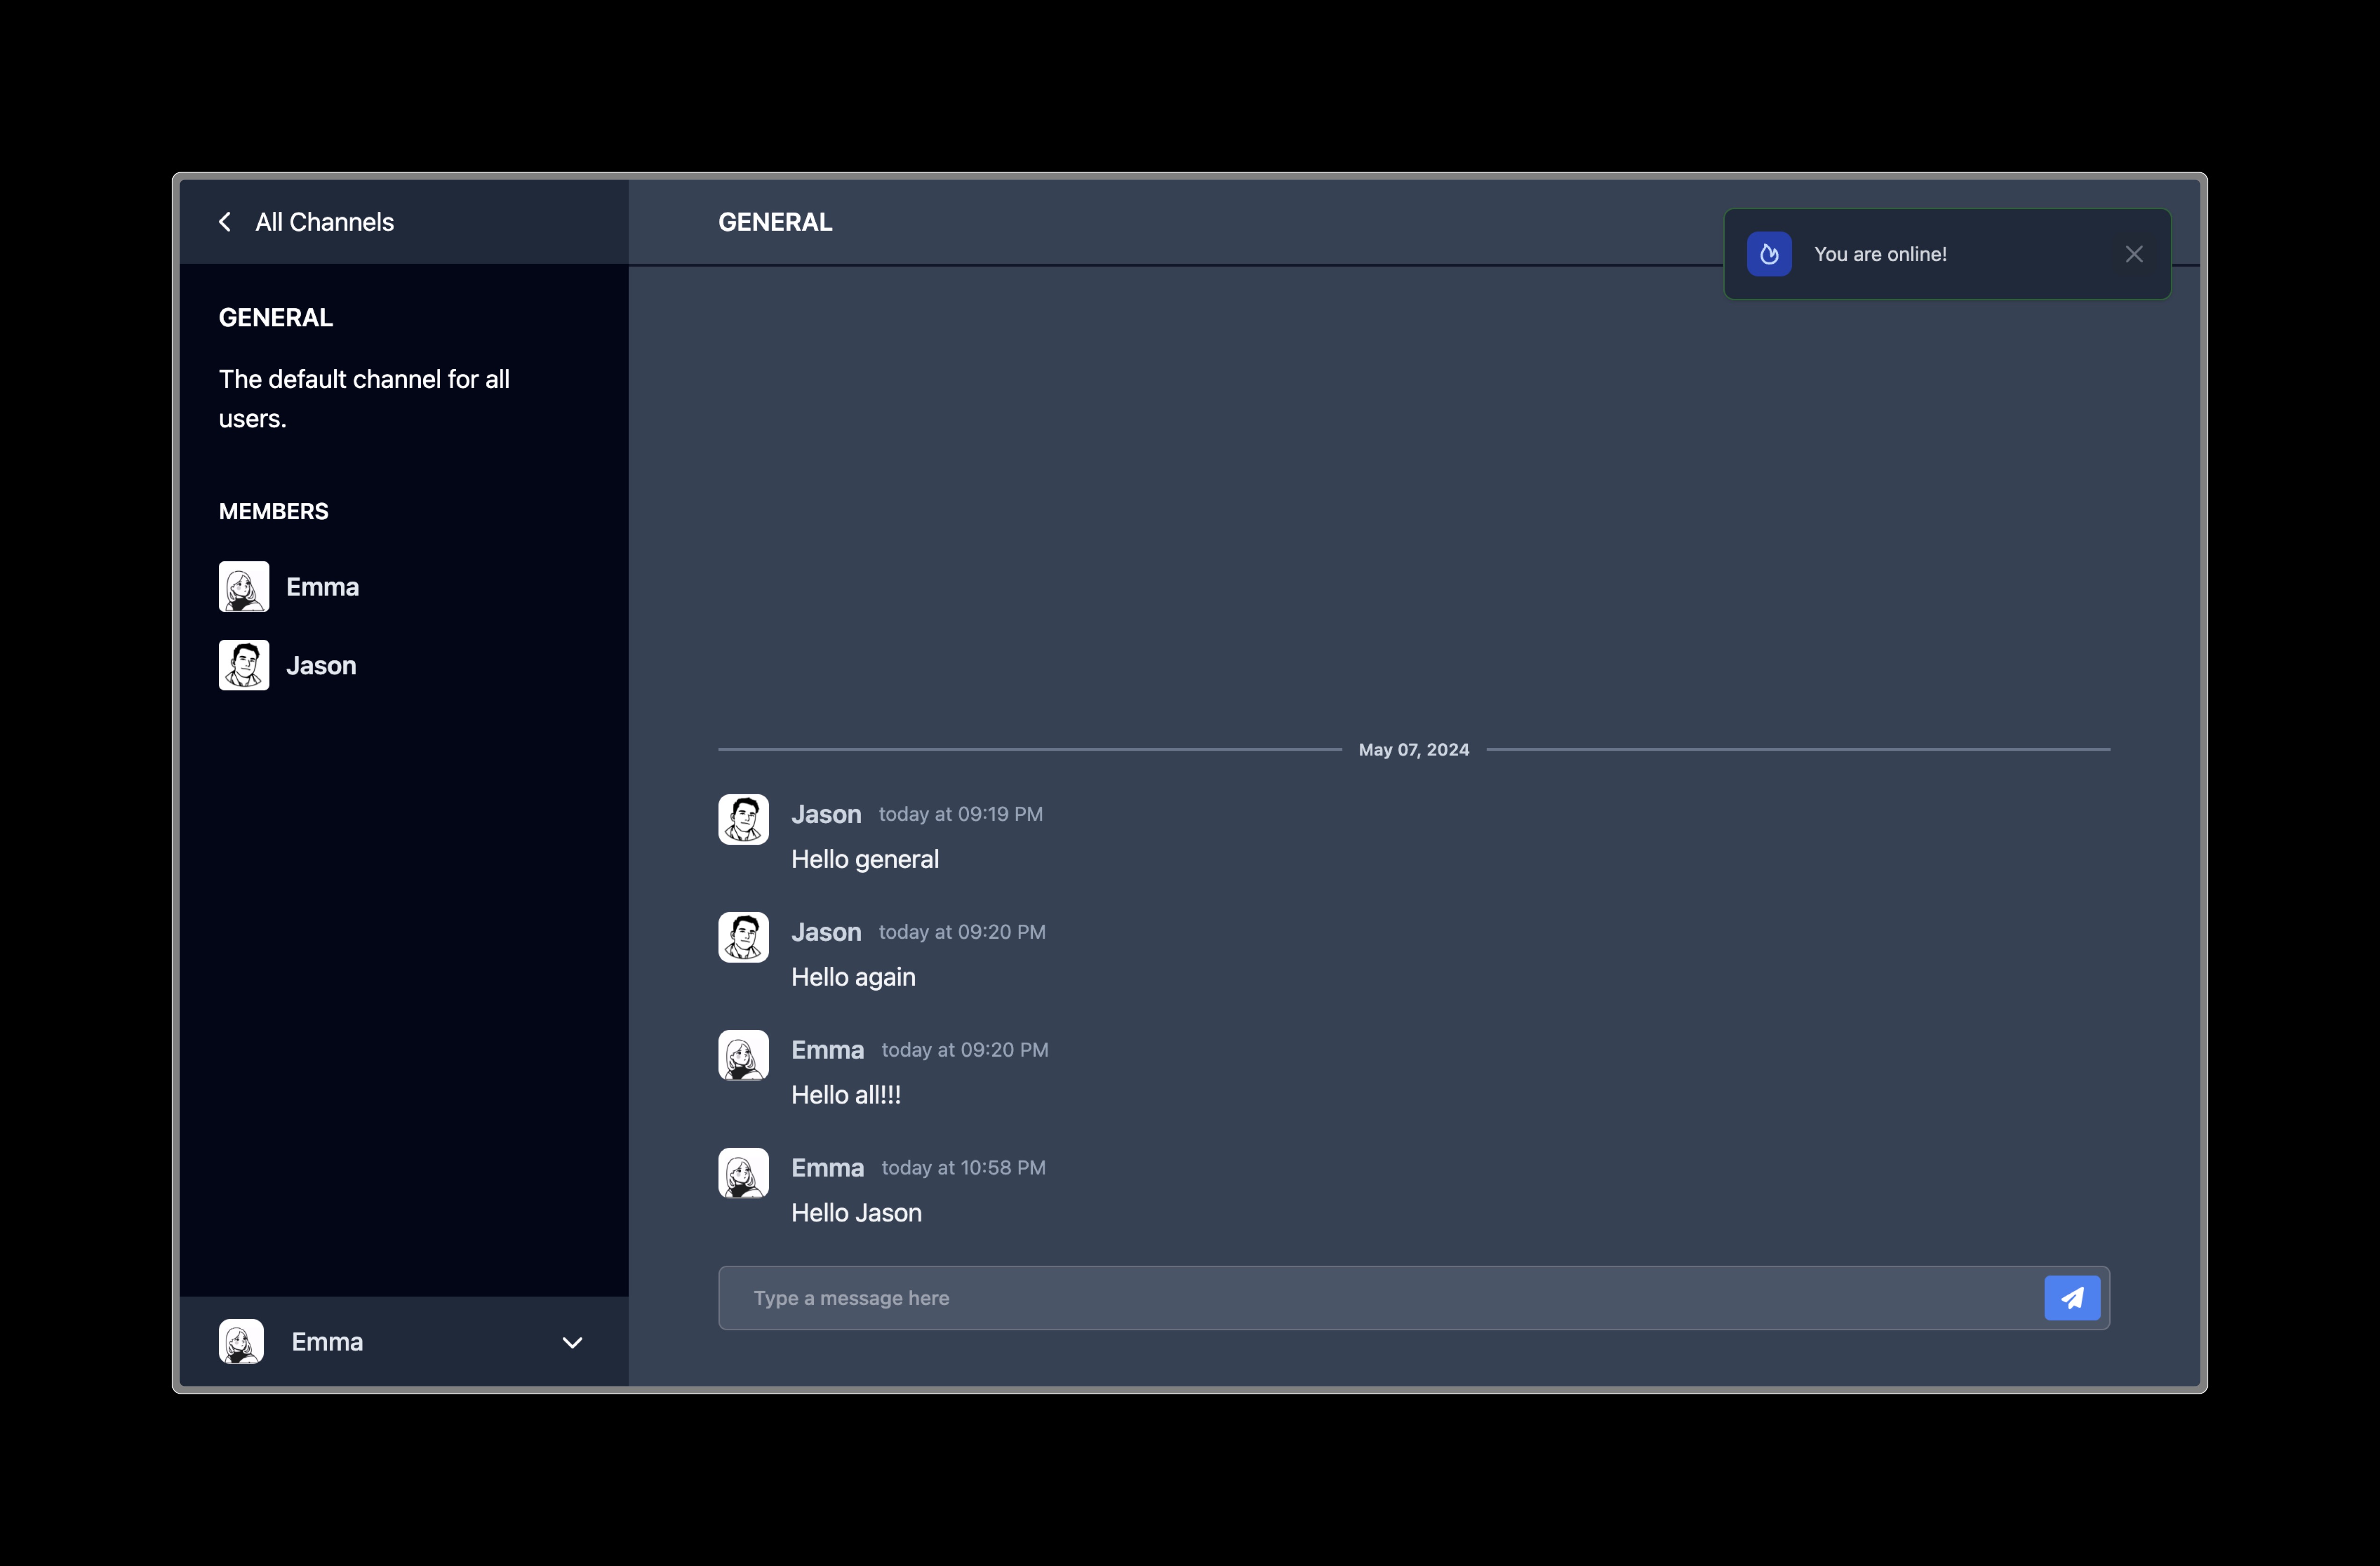 All Channels
GENERAL
The default channel for all
users.
MEMBERS
Emma
Jason
Emma
GENERAL
You are online!
May 07, 2024
Jason today at 09:19 PM
Hello general
Jason today at 09:20 PM
Hello again
Emma today at 09:20 PM
Hello all!!!
Emma today at 10:58 PM
Hello Jason
Type a message here